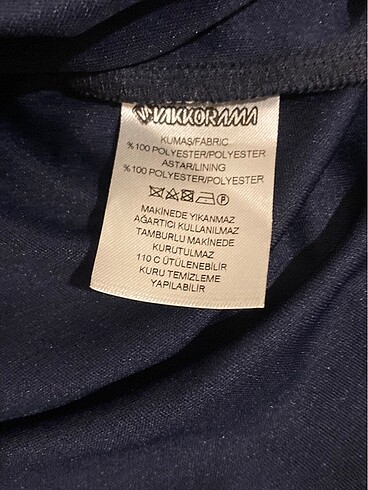 VAKKORAMA
KUMAŞ/FABRIC
%100 POLYESTER/POLYESTER
ASTAR/LINING
%100 POLYESTER/POLYESTER
P
MAKİNEDE YIKANMAZ
AĞARTICI KULLANILMAZ
TAMBURLU MAKİNEDE
KURUTULMAZ
110 C ÜTÜLENEBİLİR
KURU TEMİZLEME
YAPILABİLİR